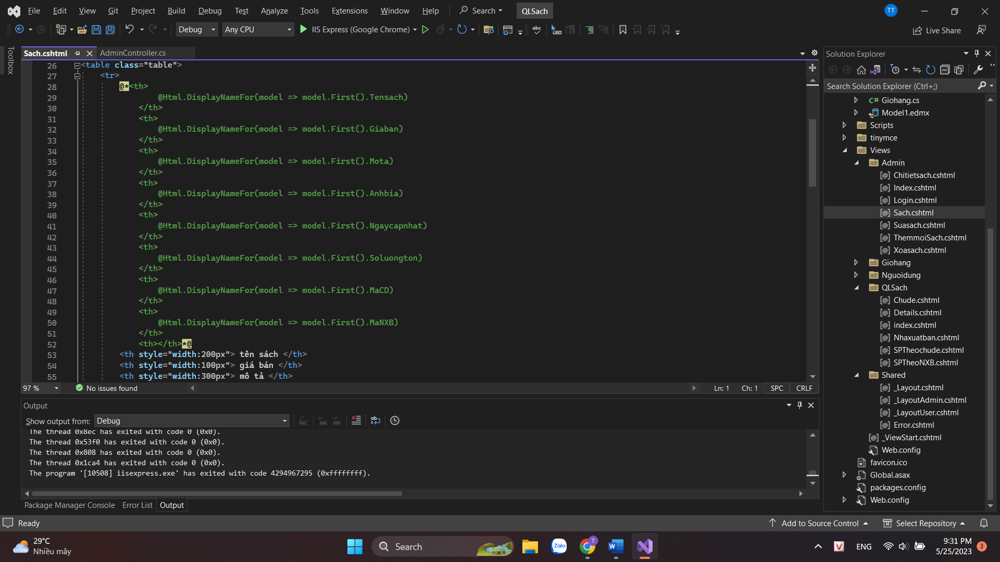 File Edit View Git Project Build Debug Test Analyze Tools Extensions Window Help Search QLSach TT
Debug Any CPU IIS Express (Google Chrome) Live Share
Toolbox
Sach.cshtml AdminController.cs
26 <table class="table">
27 <tr>
28 @*<th>
29 @Html.DisplayNameFor(model => model.First().Tensach)
30 </th>
31 <th>
32 @Html.DisplayNameFor(model => model.First().Giaban)
33 </th>
34 <th>
35 @Html.DisplayNameFor(model => model.First().Mota)
36 </th>
37 <th>
38 @Html.DisplayNameFor(model => model.First().Anhbia)
39 </th>
40 <th>
41 @Html.DisplayNameFor(model => model.First().Ngaycapnhat)
42 </th>
43 <th>
44 @Html.DisplayNameFor(model => model.First().Soluongton)
45 </th>
46 <th>
47 @Html.DisplayNameFor(model => model.First().MaCD)
48 </th>
49 <th>
50 @Html.DisplayNameFor(model => model.First().MaNXB)
51 </th>
52 <th></th>*@
53 <th style="width:200px"> tên sách </th>
54 <th style="width:100px"> giá bán </th>
55 <th style="width:300px"> mô tả </th>
97 % No issues found Ln: 1 Ch: 1 SPC CRLF
Output
Show output from: Debug
The thread 0x8ec has exited with code 0 (0x0).
The thread 0x53f0 has exited with code 0 (0x0).
The thread 0x808 has exited with code 0 (0x0).
The thread 0x1ca4 has exited with code 0 (0x0).
The program '[10508] iisexpress.exe' has exited with code 4294967295 (0xffffffff).
Package Manager Console Error List Output
Solution Explorer
Search Solution Explorer (Ctrl+;)
C# Giohang.cs
Model1.edmx
Scripts
tinymce
Views
Admin
[@] Chitietsach.cshtml
[@] Index.cshtml
[@] Login.cshtml
[@] Sach.cshtml
[@] Suasach.cshtml
[@] ThemmoiSach.cshtml
[@] Xoasach.cshtml
Giohang
Nguoidung
QLSach
[@] Chude.cshtml
[@] Details.cshtml
[@] index.cshtml
[@] Nhaxuatban.cshtml
[@] SPTheochude.cshtml
[@] SPTheoNXB.cshtml
Shared
[@] _Layout.cshtml
[@] _LayoutAdmin.cshtml
[@] _LayoutUser.cshtml
[@] Error.cshtml
[@] _ViewStart.cshtml
Web.config
favicon.ico
Global.asax
packages.config
Web.config
Ready Add to Source Control Select Repository
29°C
Nhiều mây
Search
Zalo
T
W
V
ENG
9:31 PM
5/25/2023
3